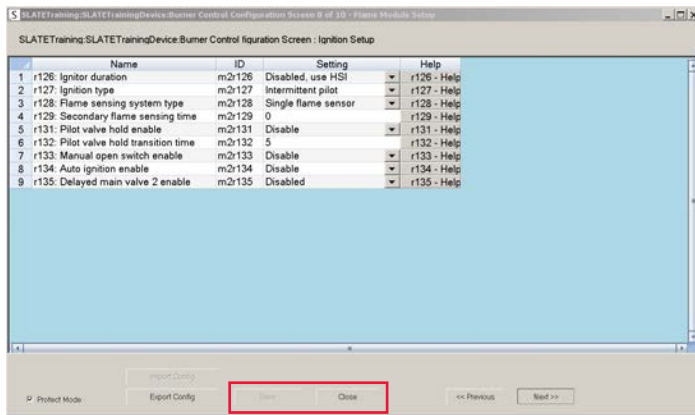 SLATETraining:SLATETrainingDevice:Burner Control Configuration Screen 8 of 10 - Flame Module Setup
SLATETraining:SLATETrainingDevice:Burner Control figuration Screen : Ignition Setup
Name ID Setting Help
1 r126: Ignitor duration m2r126 Disabled, use HSI r126 - Help
2 r127: Ignition type m2r127 Intermittent pilot r127 - Help
3 r128: Flame sensing system type m2r128 Single flame sensor r128 - Help
4 r129: Secondary flame sensing time m2r129 0 r129 - Help
5 r131: Pilot valve hold enable m2r131 Disable r131 - Help
6 r132: Pilot valve hold transition time m2r132 5 r132 - Help
7 r133: Manual open switch enable m2r133 Disable r133 - Help
8 r134: Auto ignition enable m2r134 Disable r134 - Help
9 r135: Delayed main valve 2 enable m2r135 Disabled r135 - Help
Import Config
Protect Mode Export Config Save Close << Previous Next >>